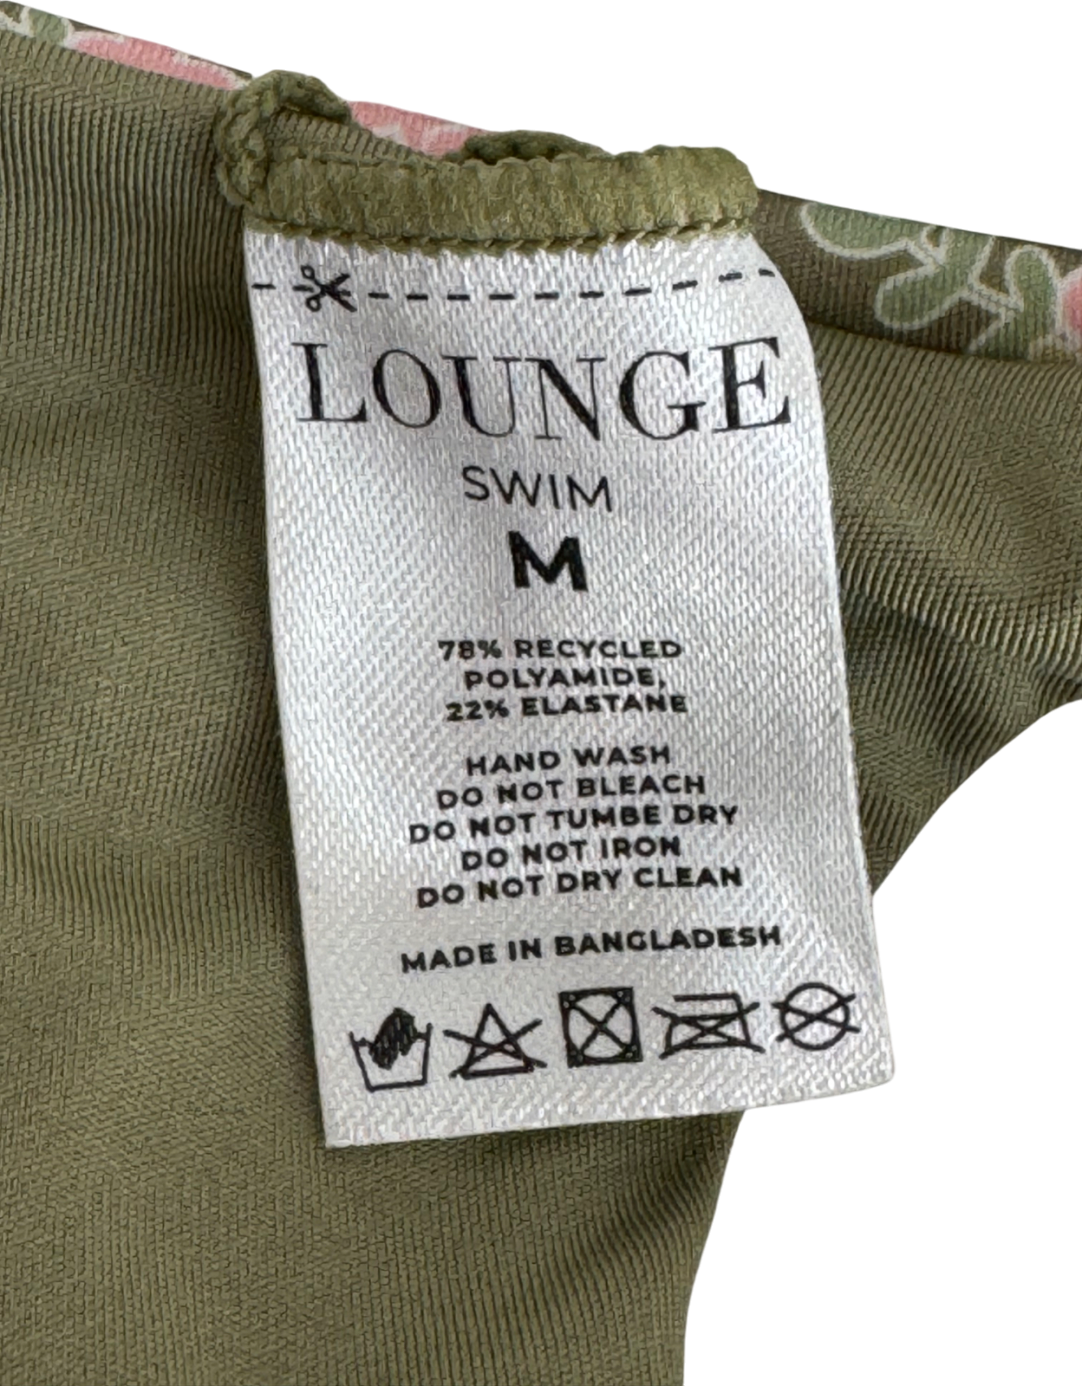 LOUNGE
SWIM
M
78% RECYCLED
POLYAMIDE,
22% ELASTANE
HAND WASH
DO NOT BLEACH
DO NOT TUMBE DRY
DO NOT IRON
DO NOT DRY CLEAN
MADE IN BANGLADESH